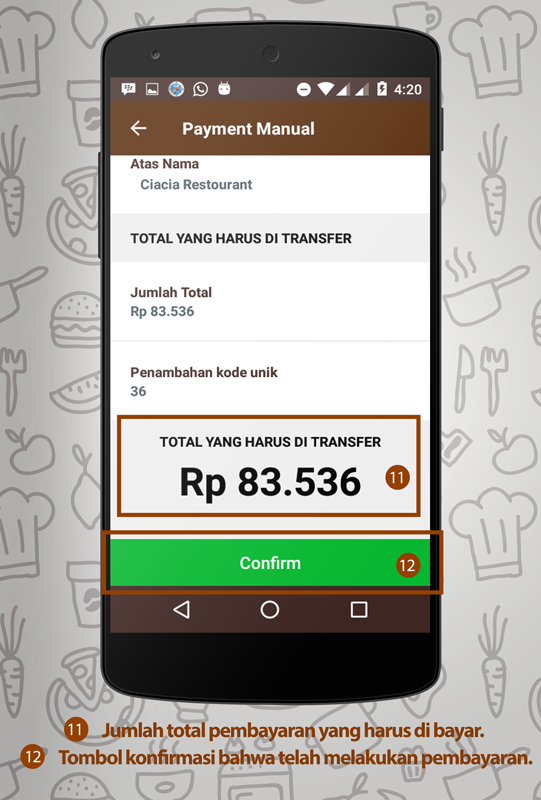 4:20
Payment Manual
Atas Nama
Ciacia Restourant
TOTAL YANG HARUS DI TRANSFER
Jumlah Total
Rp 83.536
Penambahan kode unik
36
TOTAL YANG HARUS DI TRANSFER
Rp 83.536
11
Confirm
12
11 Jumlah total pembayaran yang harus di bayar.
12 Tombol konfirmasi bahwa telah melakukan pembayaran.